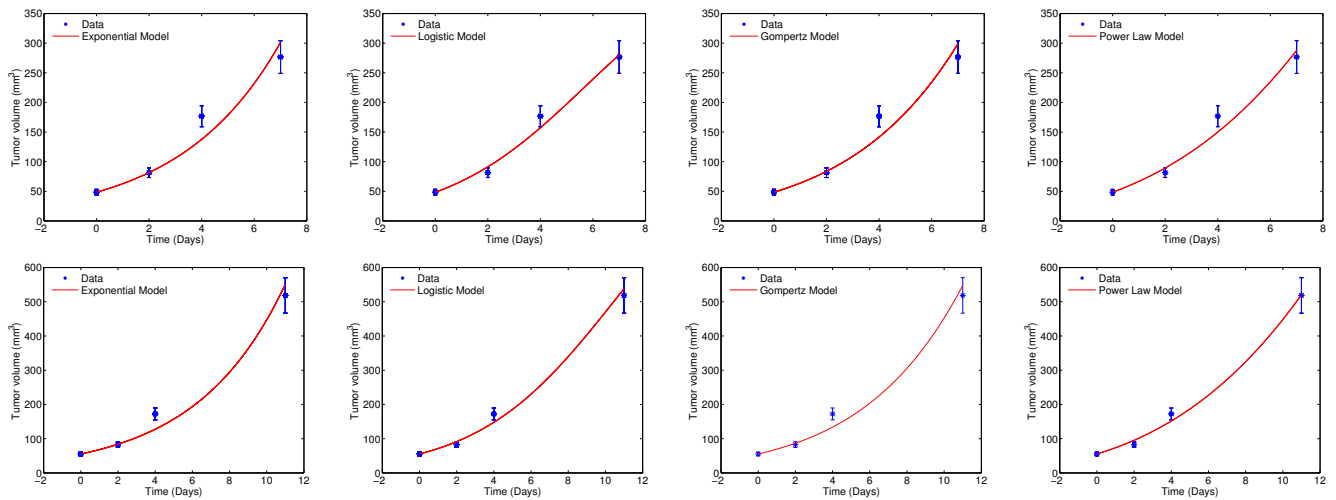 Data
Exponential Model
Tumor volume (mm³)
350
300
250
200
150
100
50
0
−2 0 2 4 6 8
Time (Days)
Data
Logistic Model
Tumor volume (mm³)
350
300
250
200
150
100
50
0
−2 0 2 4 6 8
Time (Days)
Data
Gompertz Model
Tumor volume (mm³)
350
300
250
200
150
100
50
0
−2 0 2 4 6 8
Time (Days)
Data
Power Law Model
Tumor volume (mm³)
350
300
250
200
150
100
50
0
−2 0 2 4 6 8
Time (Days)
Data
Exponential Model
Tumor volume (mm³)
600
500
400
300
200
100
0
−2 0 2 4 6 8 10 12
Time (Days)
Data
Logistic Model
Tumor volume (mm³)
600
500
400
300
200
100
0
−2 0 2 4 6 8 10 12
Time (Days)
Data
Gompertz Model
Tumor volume (mm³)
600
500
400
300
200
100
0
−2 0 2 4 6 8 10 12
Time (Days)
Data
Power Law Model
Tumor volume (mm³)
600
500
400
300
200
100
0
−2 0 2 4 6 8 10 12
Time (Days)